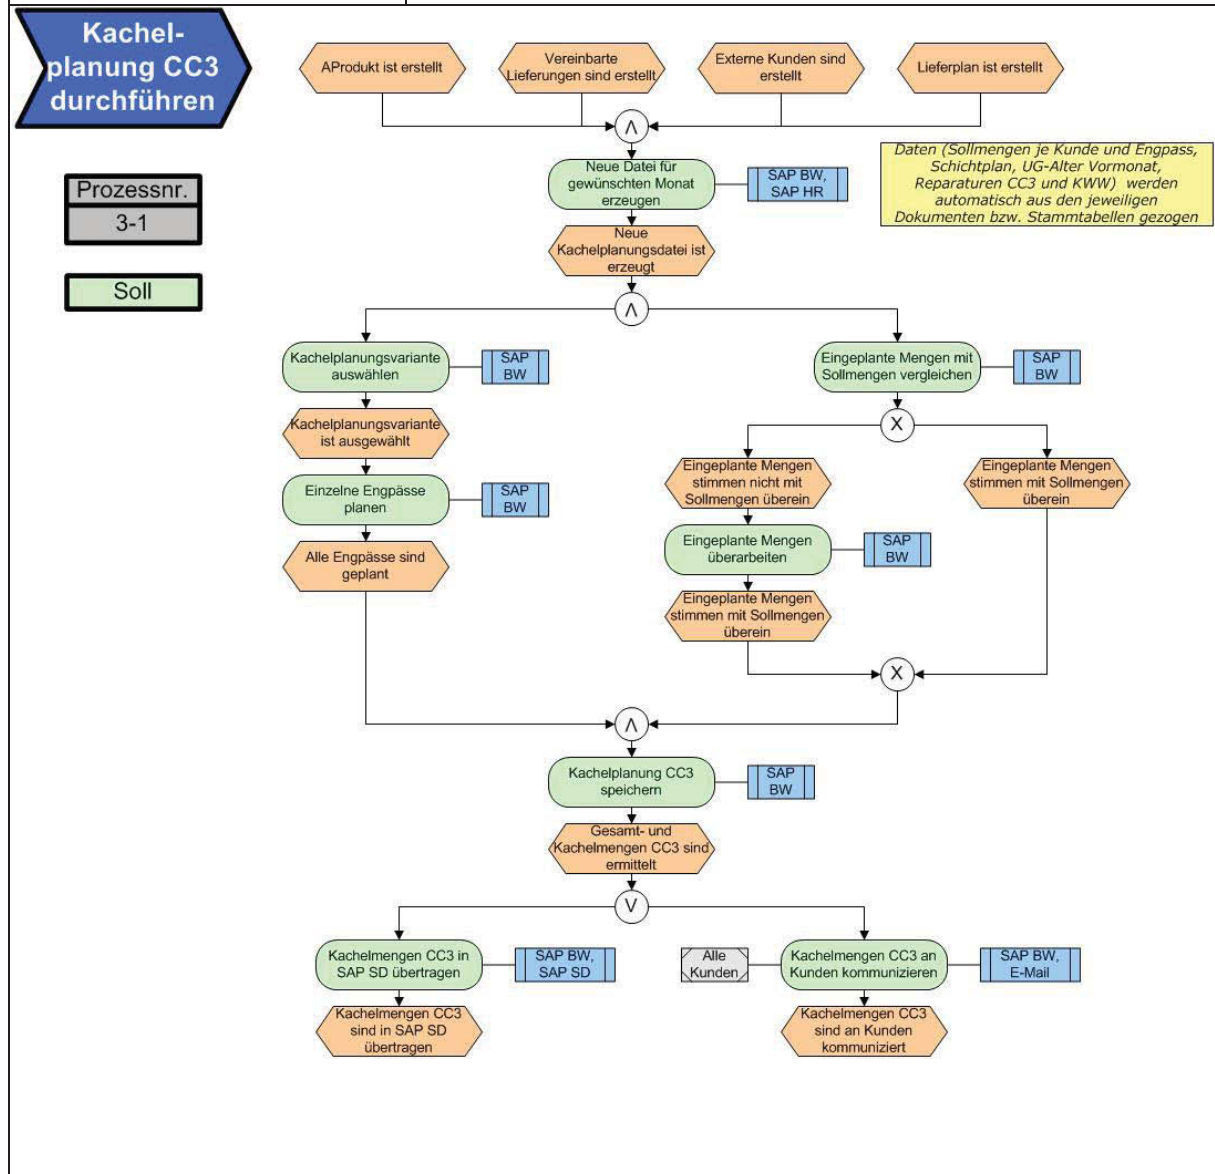 Kachel-
planung CC3
durchführen
Prozessnr.
3-1
Soll
AProdukt ist erstellt
Vereinbarte
Lieferungen sind erstellt
Externe Kunden sind
erstellt
Lieferplan ist erstellt
Λ
Neue Datei für
gewünschten Monat
erzeugen
SAP BW,
SAP HR
Daten (Sollmengen je Kunde und Engpass,
Schichtplan, UG-Alter Vormonat,
Reparaturen CC3 und KWW) werden
automatisch aus den jeweiligen
Dokumenten bzw. Stammtabellen gezogen
Neue
Kachelplanungsdatei ist
erzeugt
Λ
Kachelplanungsvariante
auswählen
SAP
BW
Eingeplante Mengen mit
Sollmengen vergleichen
SAP
BW
Kachelplanungsvariante
ist ausgewählt
X
Einzelne Engpässe
planen
SAP
BW
Eingeplante Mengen
stimmen nicht mit
Sollmengen überein
Eingeplante Mengen
stimmen mit Sollmengen
überein
Alle Engpässe sind
geplant
Eingeplante Mengen
überarbeiten
SAP
BW
Eingeplante Mengen
stimmen mit Sollmengen
überein
X
Λ
Kachelplanung CC3
speichern
SAP
BW
Gesamt- und
Kachelmengen CC3 sind
ermittelt
V
Kachelmengen CC3 in
SAP SD übertragen
SAP BW,
SAP SD
Alle
Kunden
Kachelmengen CC3 an
Kunden kommunizieren
SAP BW,
E-Mail
Kachelmengen CC3
sind in SAP SD
übertragen
Kachelmengen CC3
sind an Kunden
kommuniziert